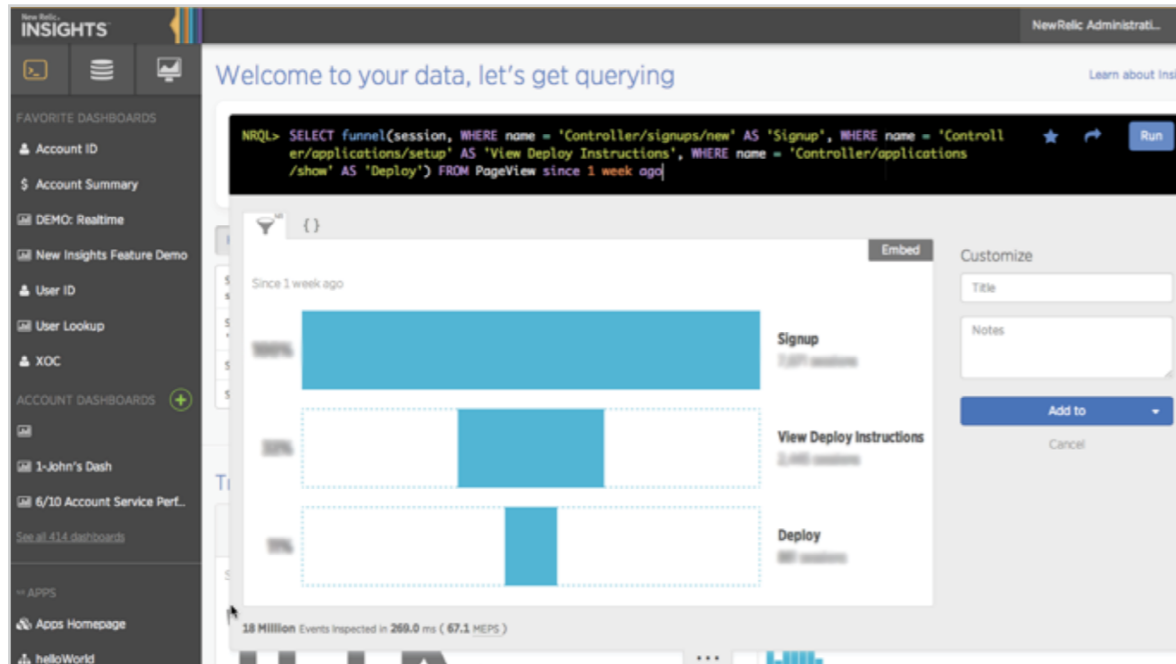 New Relic.
INSIGHTS
NewRelic Administrati...
Welcome to your data, let's get querying
Learn about Insi
FAVORITE DASHBOARDS
Account ID
$ Account Summary
DEMO: Realtime
New Insights Feature Demo
User ID
User Lookup
XOC
ACCOUNT DASHBOARDS
1-John's Dash
6/10 Account Service Perf...
See all 414 dashboards
APPS
Apps Homepage
helloWorld
NRQL> SELECT funnel(session, WHERE name = 'Controller/signups/new' AS 'Signup', WHERE name = 'Controll
er/applications/setup' AS 'View Deploy Instructions', WHERE name = 'Controller/applications
/show' AS 'Deploy') FROM PageView since 1 week ago
Run
{}
Embed
Since 1 week ago
100%
Signup
View Deploy Instructions
Deploy
18 Million Events Inspected in 269.0 ms ( 67.1 MEPS )
Customize
Title
Notes
Add to
Cancel